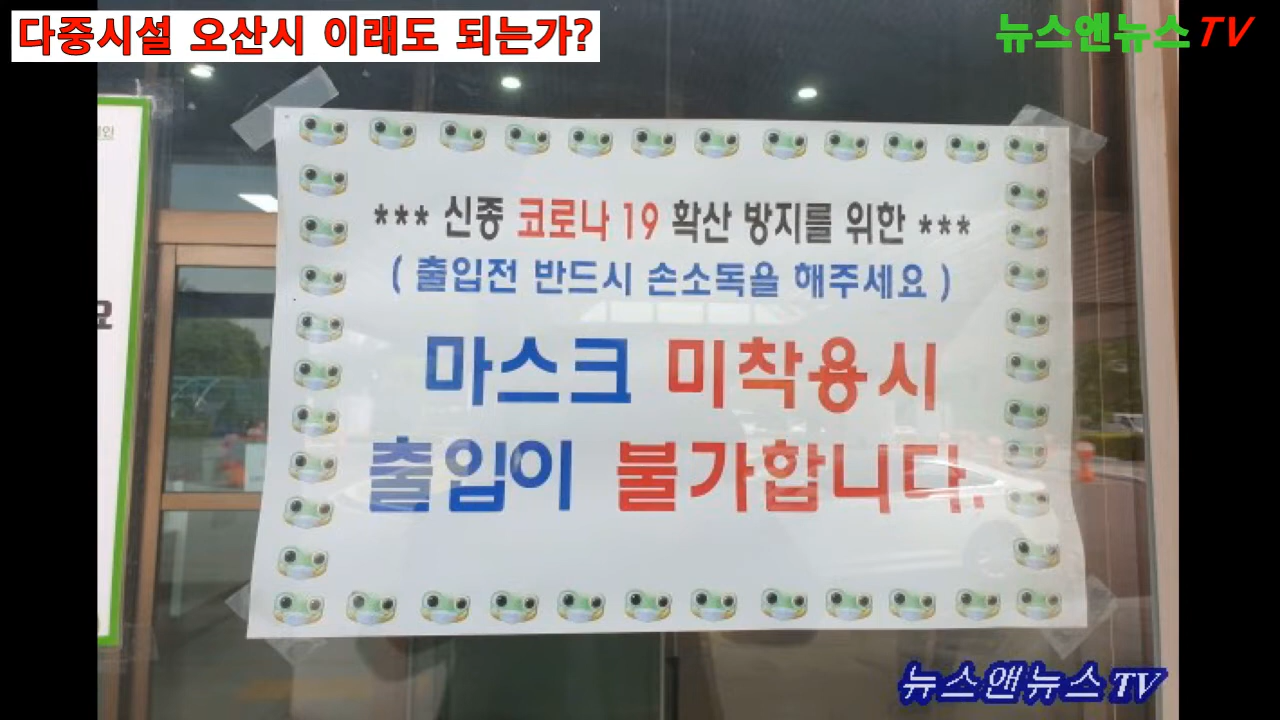 다중시설 오산시 이래도 되는가?
뉴스앤뉴스TV
*** 신종 코로나 19 확산 방지를 위한 ***
( 출입전 반드시 손소독을 해주세요 )
마스크 미착용시
출입이 불가합니다.
요
뉴스앤뉴스TV